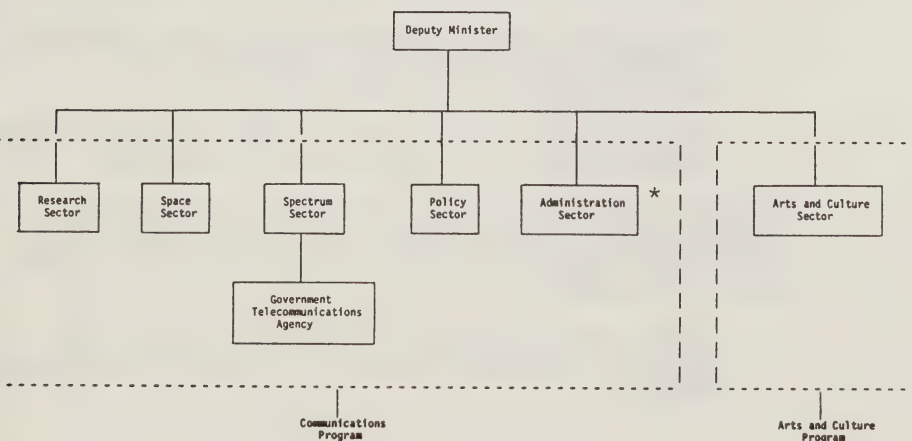 Deputy Minister
Research
Sector
Space
Sector
Spectrum
Sector
Policy
Sector
Administration
Sector
*
Arts and Culture
Sector
Government
Telecommunications
Agency
Communications
Program
Arts and Culture
Program